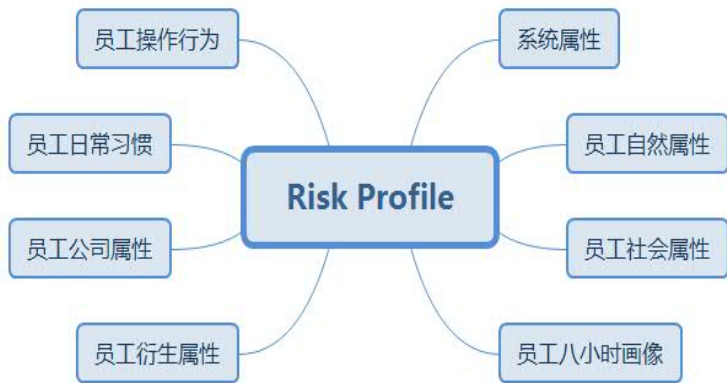 员工操作行为
系统属性
员工日常习惯
员工自然属性
Risk Profile
员工公司属性
员工社会属性
员工衍生属性
员工八小时画像